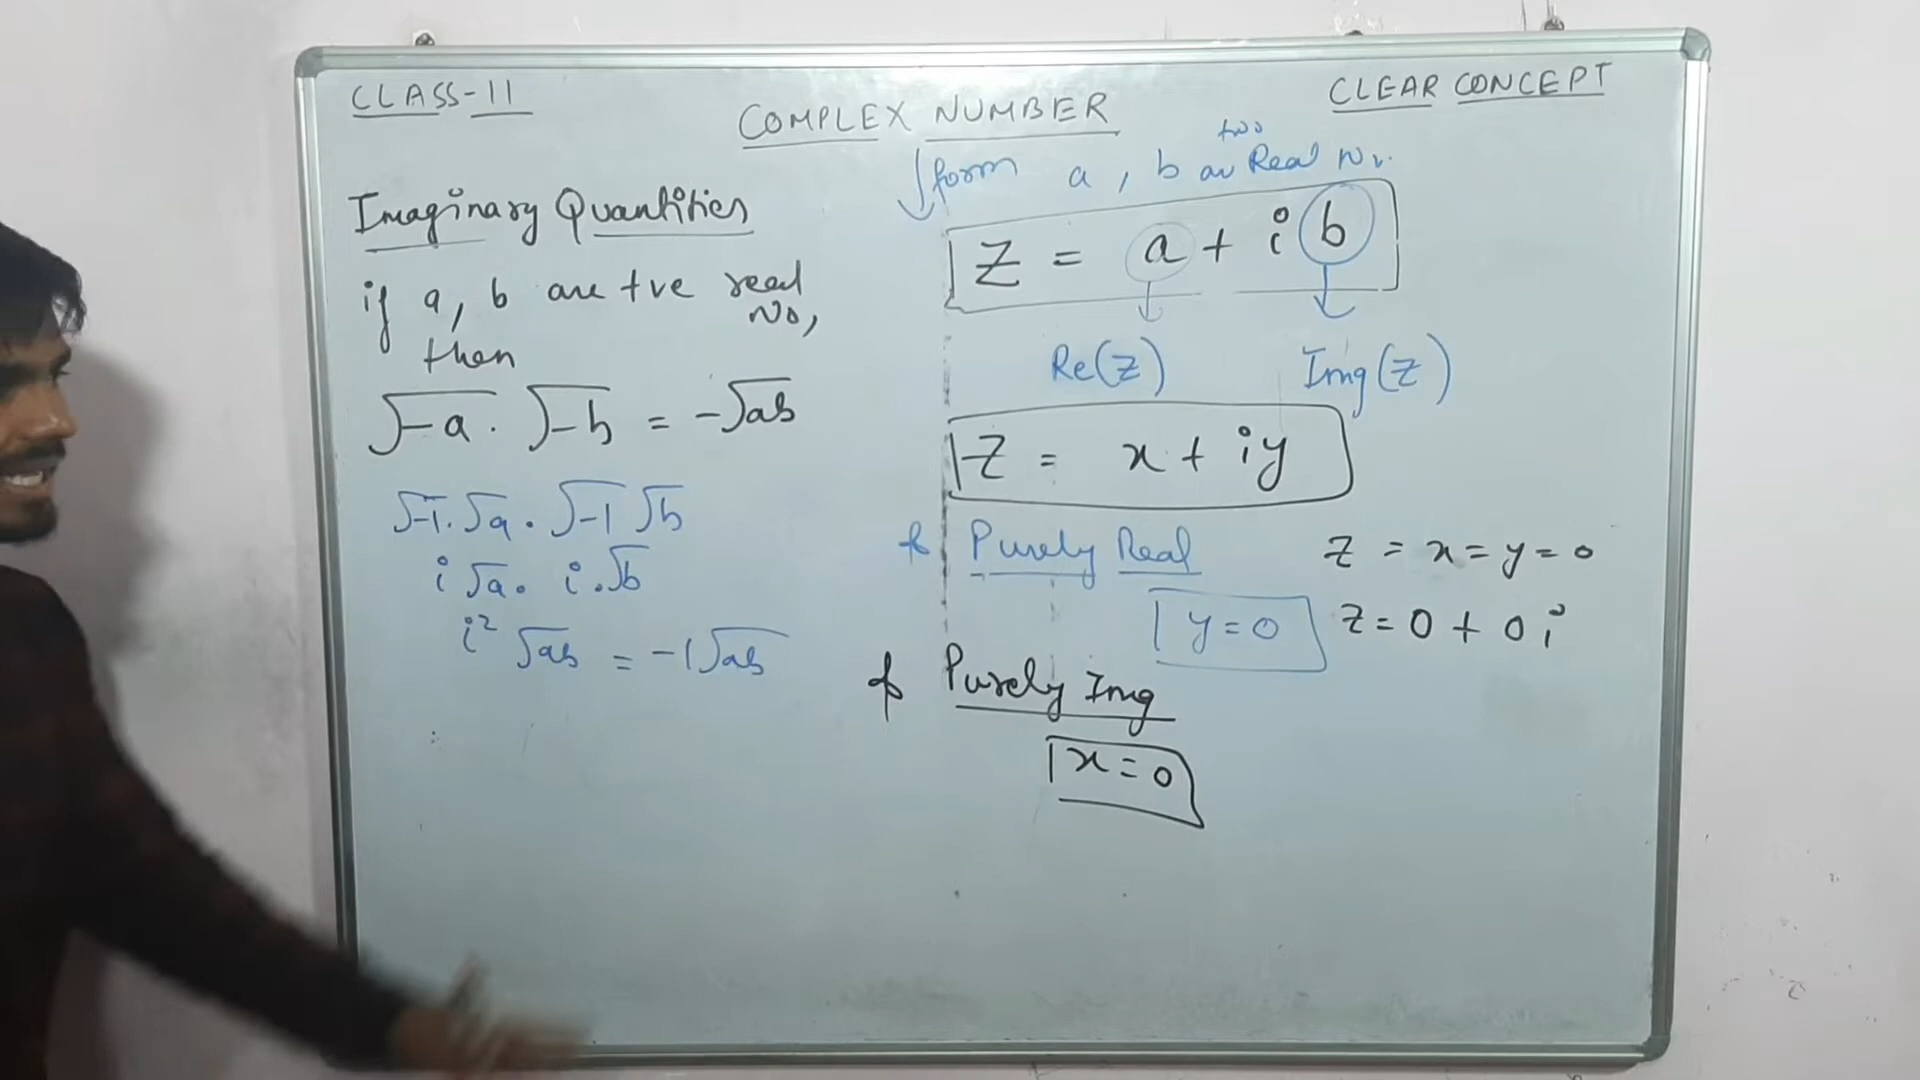 CLASS-11
COMPLEX NUMBER
CLEAR CONCEPT
Imaginary Quantities
if a, b are +ve real
No,
then
√-a . √-b = -√ab
√-1 . √a . √-1 √b
i √a . i . √b
i² √ab = -1√ab
form a , b are two Real No.
Z = a + i b
Re(z) Img(z)
Z = x + iy
Purely Real
y=0
Z = x = y = 0
Z = 0 + 0 i
Purely Img
x=0